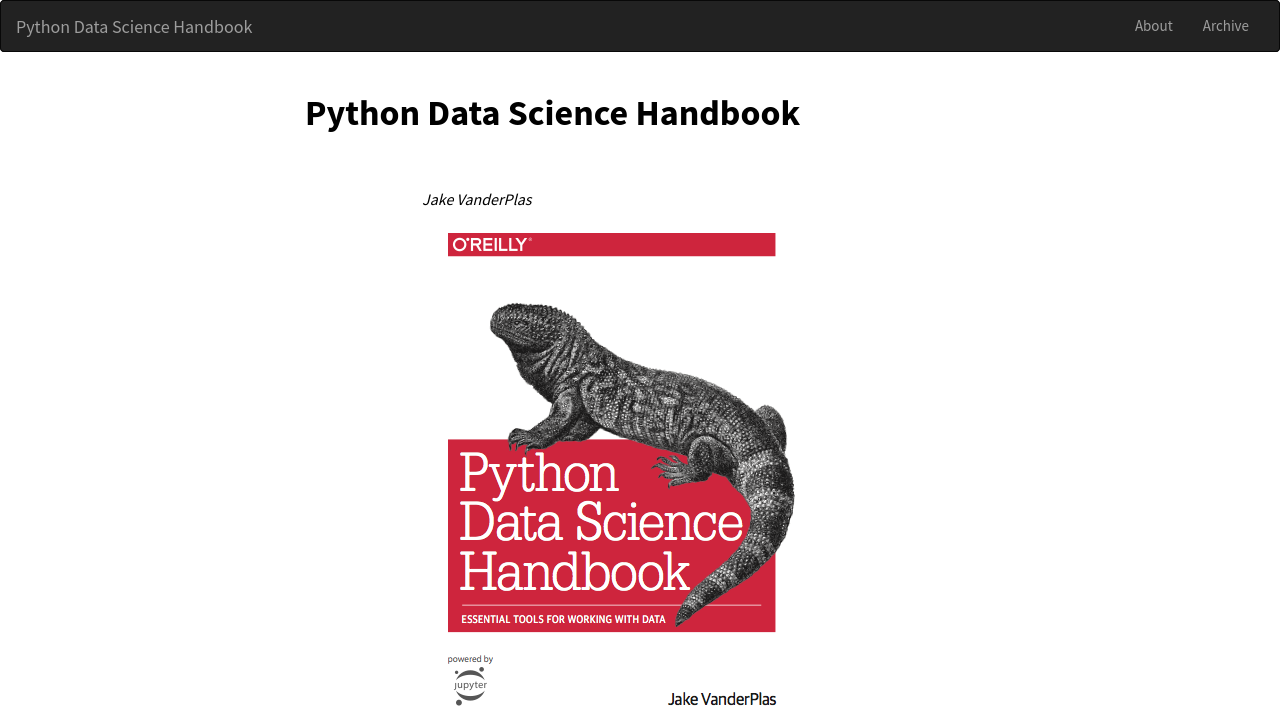 Python Data Science Handbook
About
Archive
Python Data Science Handbook
Jake VanderPlas
O'REILLY®
Python
Data Science
Handbook
ESSENTIAL TOOLS FOR WORKING WITH DATA
powered by
jupyter
Jake VanderPlas